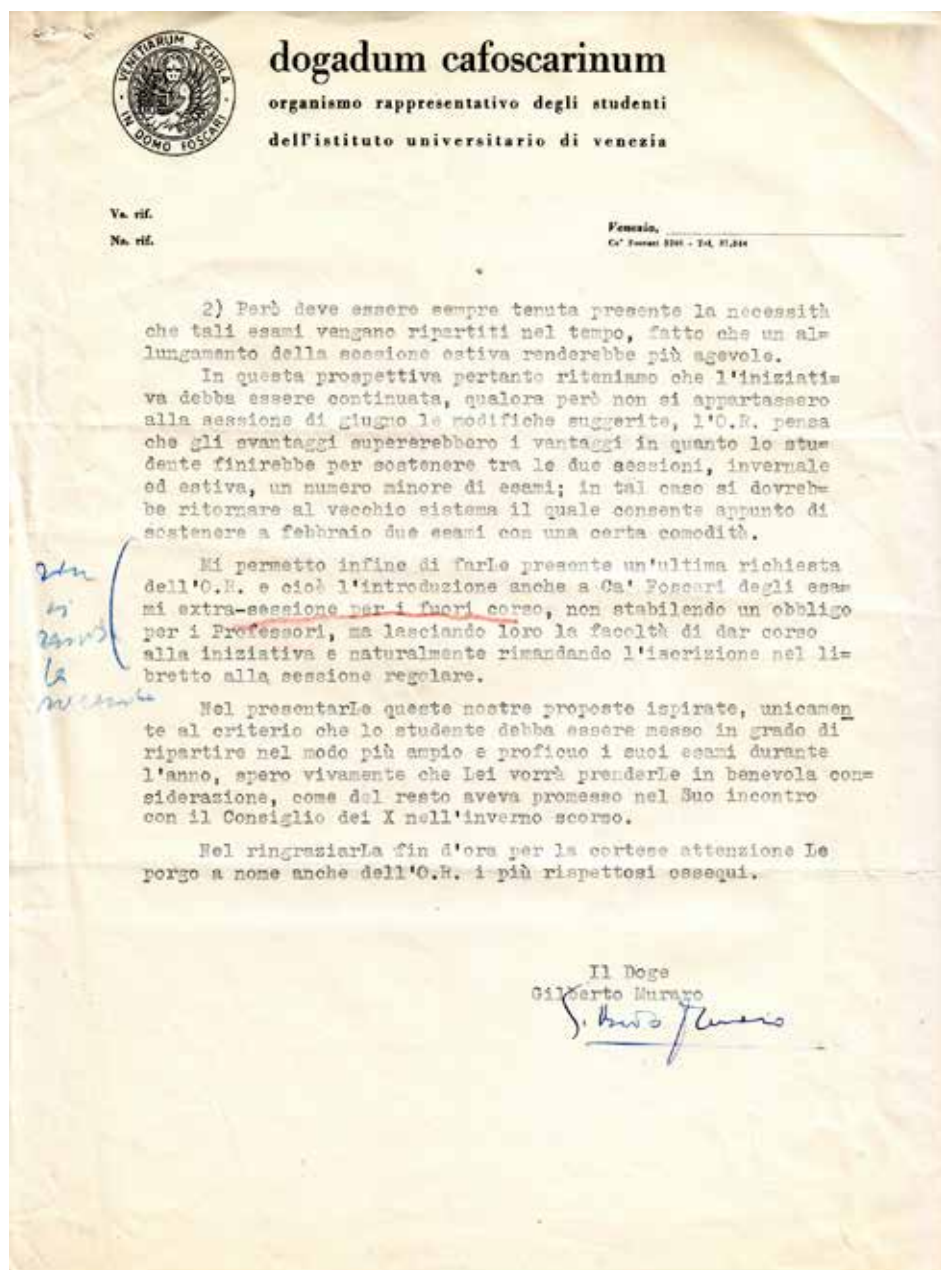 VENETIARUM SCHOLA
IN DOMO FOSCARI
dogadum cafoscarinum
organismo rappresentativo degli studenti
dell'istituto universitario di venezia
Vs. rif.
Ns. rif.
Venezia,
Ca' Foscari - Tel.
2) Però deve essere sempre tenuta presente la necessità
che tali esami vengano ripartiti nel tempo, fatto che un al=
lungamento della sessione estiva renderebbe più agevole.
In questa prospettiva pertanto riteniamo che l'iniziati=
va debba essere continuata, qualora però non si appartassero
alla sessione di giugno le modifiche suggerite, l'O.R. pensa
che gli svantaggi supererebbero i vantaggi in quanto lo stu=
dente finirebbe per sostenere tra le due sessioni, invernale
ed estiva, un numero minore di esami; in tal caso si dovreb=
be ritornare al vecchio sistema il quale consente appunto di
sostenere a febbraio due esami con una certa comodità.
Mi permetto infine di farLe presente un'ultima richiesta
dell'O.R. e cioè l'introduzione anche a Ca' Foscari degli esa=
mi extra-sessione per i fuori corso, non stabilendo un obbligo
per i Professori, ma lasciando loro la facoltà di dar corso
alla iniziativa e naturalmente rimandando l'iscrizione nel li=
bretto alla sessione regolare.
Nel presentarLe queste nostre proposte ispirate, unicamen
te al criterio che lo studente debba essere messo in grado di
ripartire nel modo più ampio e proficuo i suoi esami durante
l'anno, spero vivamente che Lei vorrà prenderLe in benevola con=
siderazione, come del resto aveva promesso nel Suo incontro
con il Consiglio dei X nell'inverno scorso.
Nel ringraziarLa fin d'ora per la cortese attenzione Le
porgo a nome anche dell'O.R. i più rispettosi ossequi.
Il Doge
Gilberto Muraro